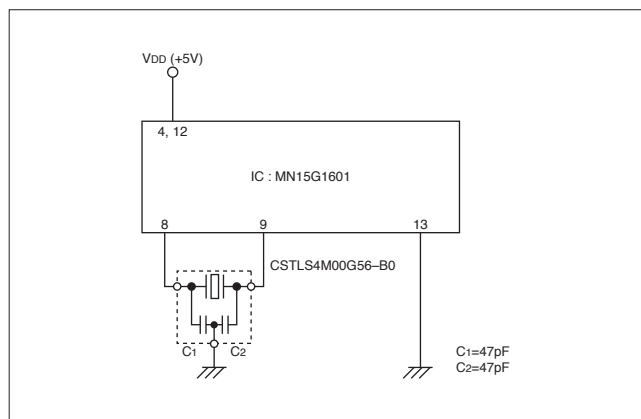 VDD (+5V)
4, 12
IC : MN15G1601
8
9
13
CSTLS4M00G56–B0
C1
C2
C1=47pF
C2=47pF